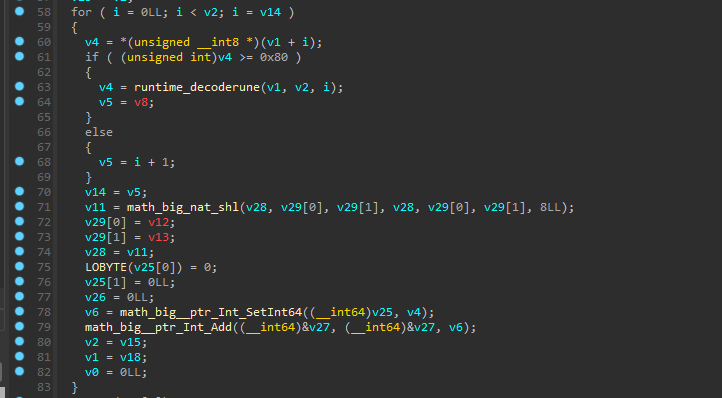 58 for ( i = 0LL; i < v2; i = v14 )
59 {
60 v4 = *(unsigned __int8 *)(v1 + i);
61 if ( (unsigned int)v4 >= 0x80 )
62 {
63 v4 = runtime_decoderune(v1, v2, i);
64 v5 = v8;
65 }
66 else
67 {
68 v5 = i + 1;
69 }
70 v14 = v5;
71 v11 = math_big_nat_shl(v28, v29[0], v29[1], v28, v29[0], v29[1], 8LL);
72 v29[0] = v12;
73 v29[1] = v13;
74 v28 = v11;
75 LOBYTE(v25[0]) = 0;
76 v25[1] = 0LL;
77 v26 = 0LL;
78 v6 = math_big__ptr_Int_SetInt64((__int64)v25, v4);
79 math_big__ptr_Int_Add((__int64)&v27, (__int64)&v27, v6);
80 v2 = v15;
81 v1 = v18;
82 v0 = 0LL;
83 }